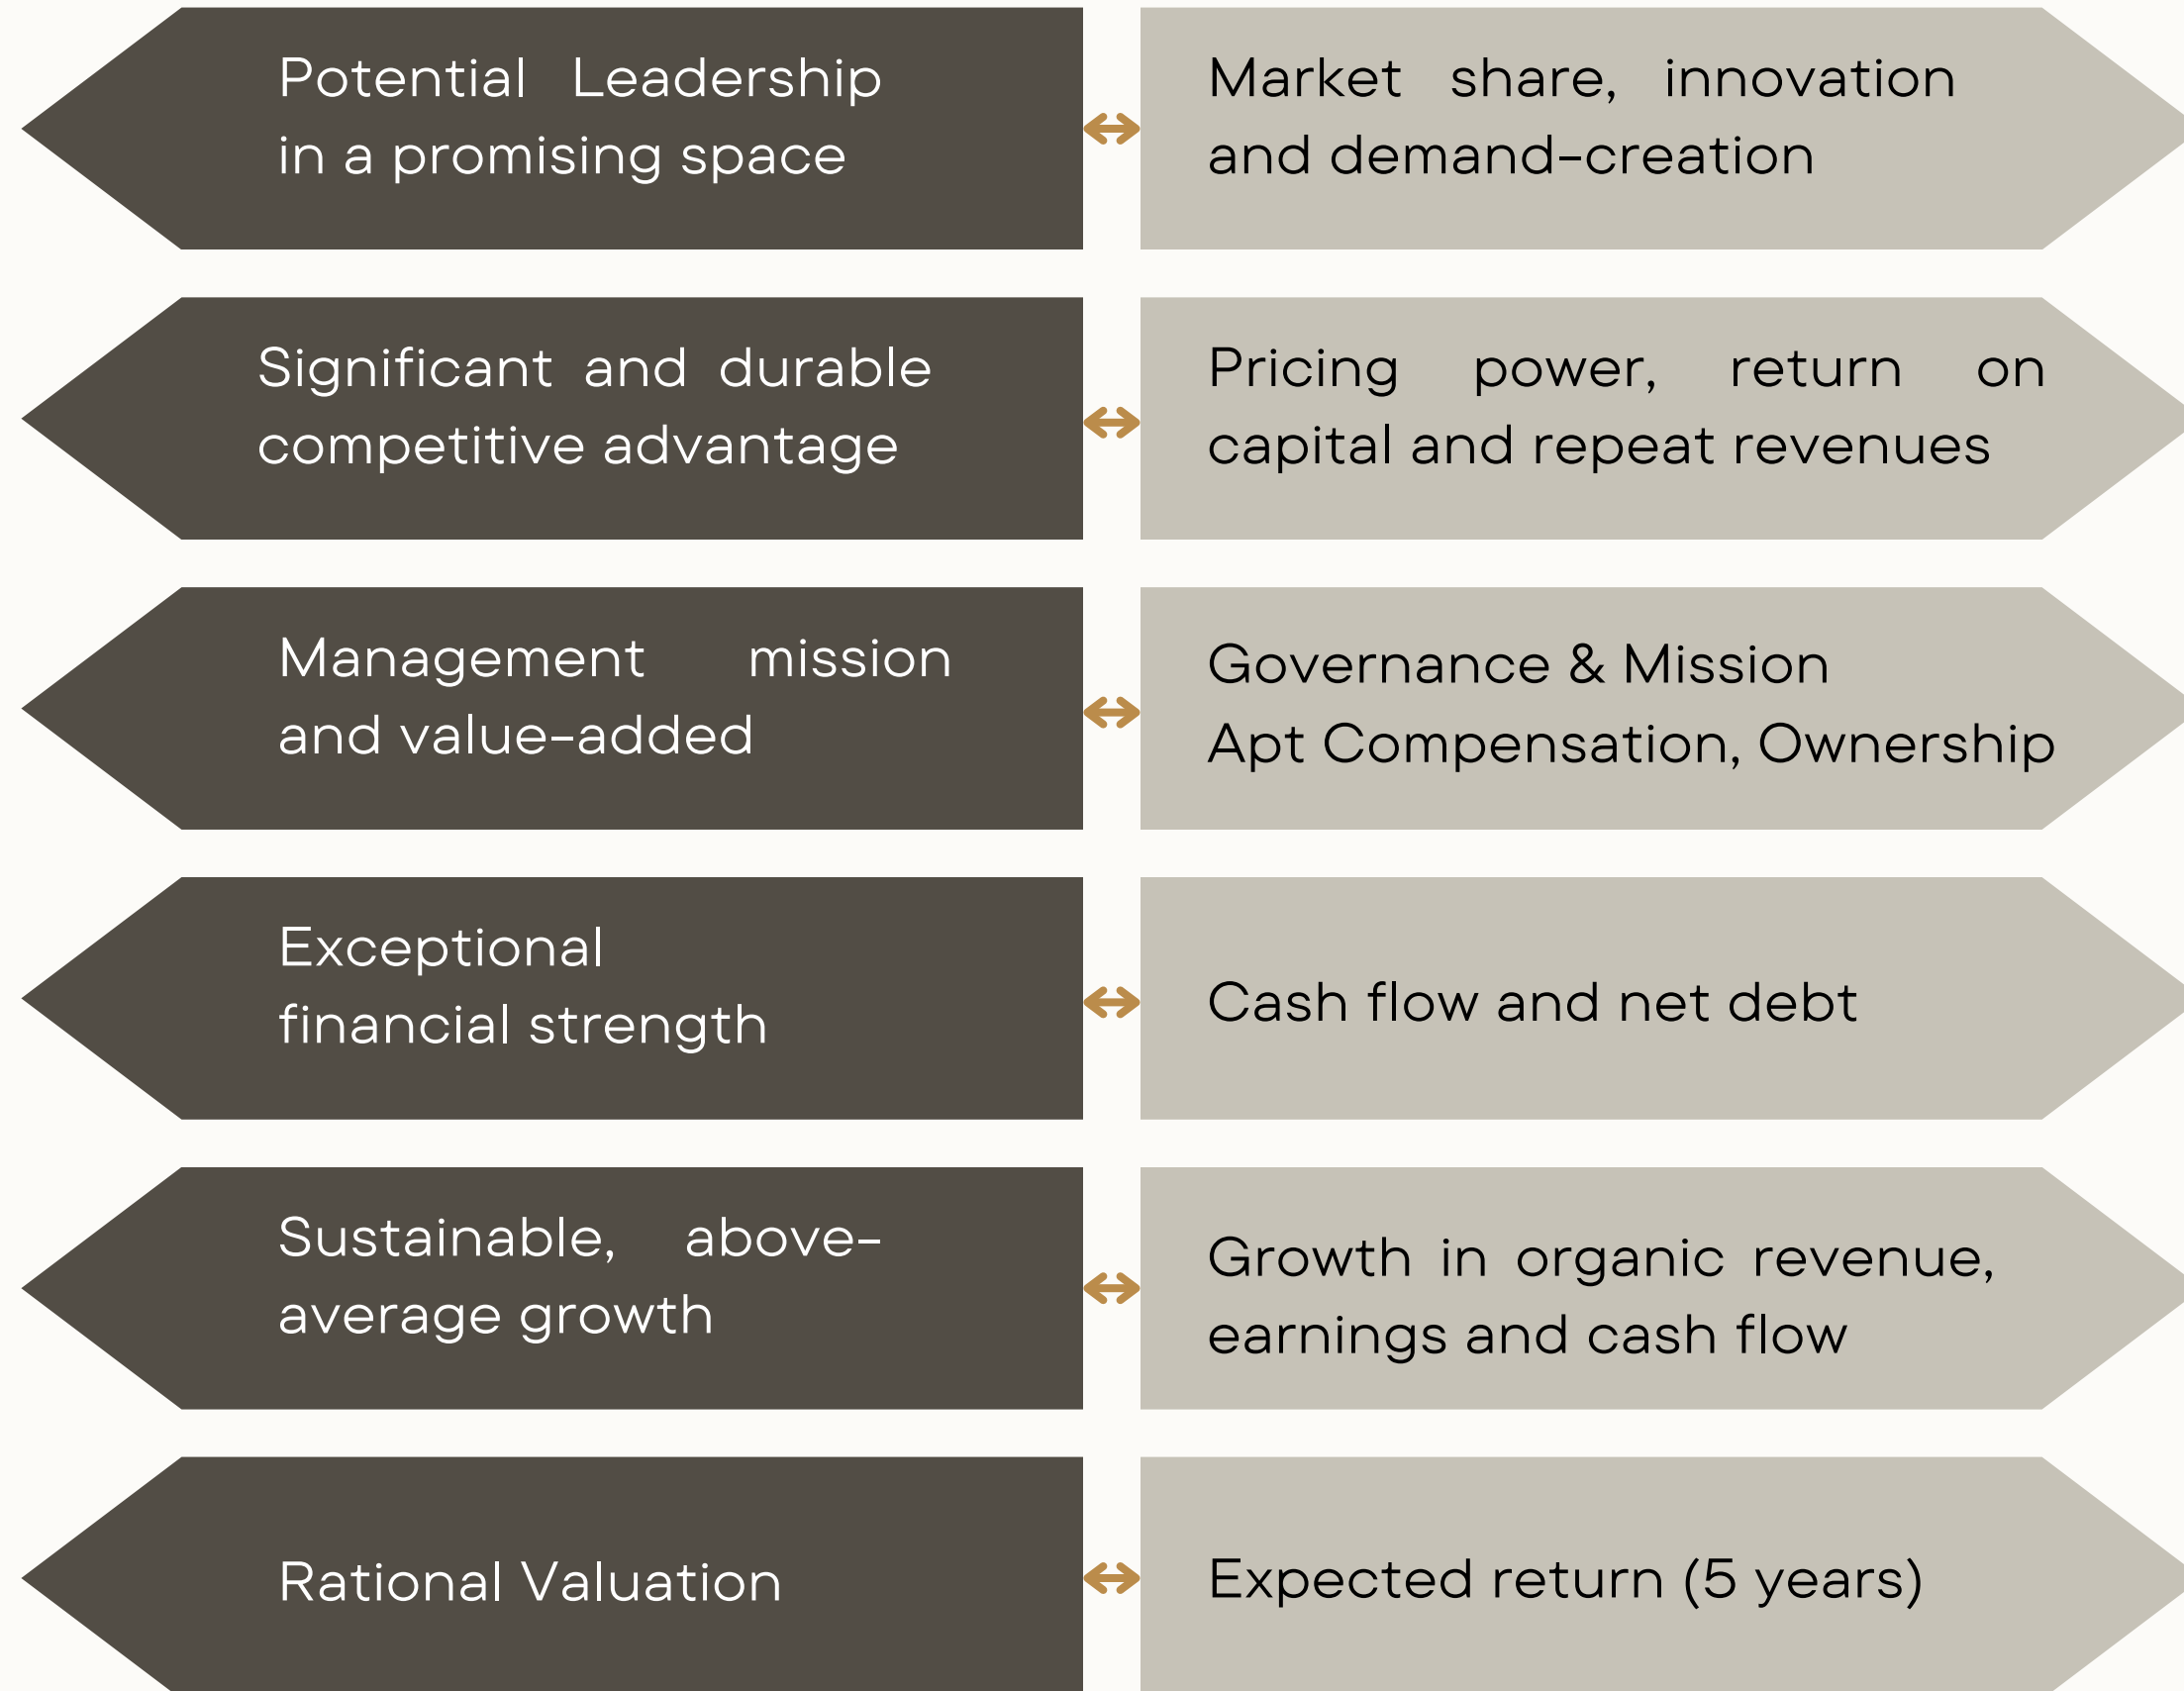 Potential Leadership
in a promising space
Market share, innovation
and demand-creation
Significant and durable
competitive advantage
Pricing power, return on
capital and repeat revenues
Management mission
and value-added
Governance & Mission
Apt Compensation, Ownership
Exceptional
financial strength
Cash flow and net debt
Sustainable, above-
average growth
Growth in organic revenue,
earnings and cash flow
Rational Valuation
Expected return (5 years)